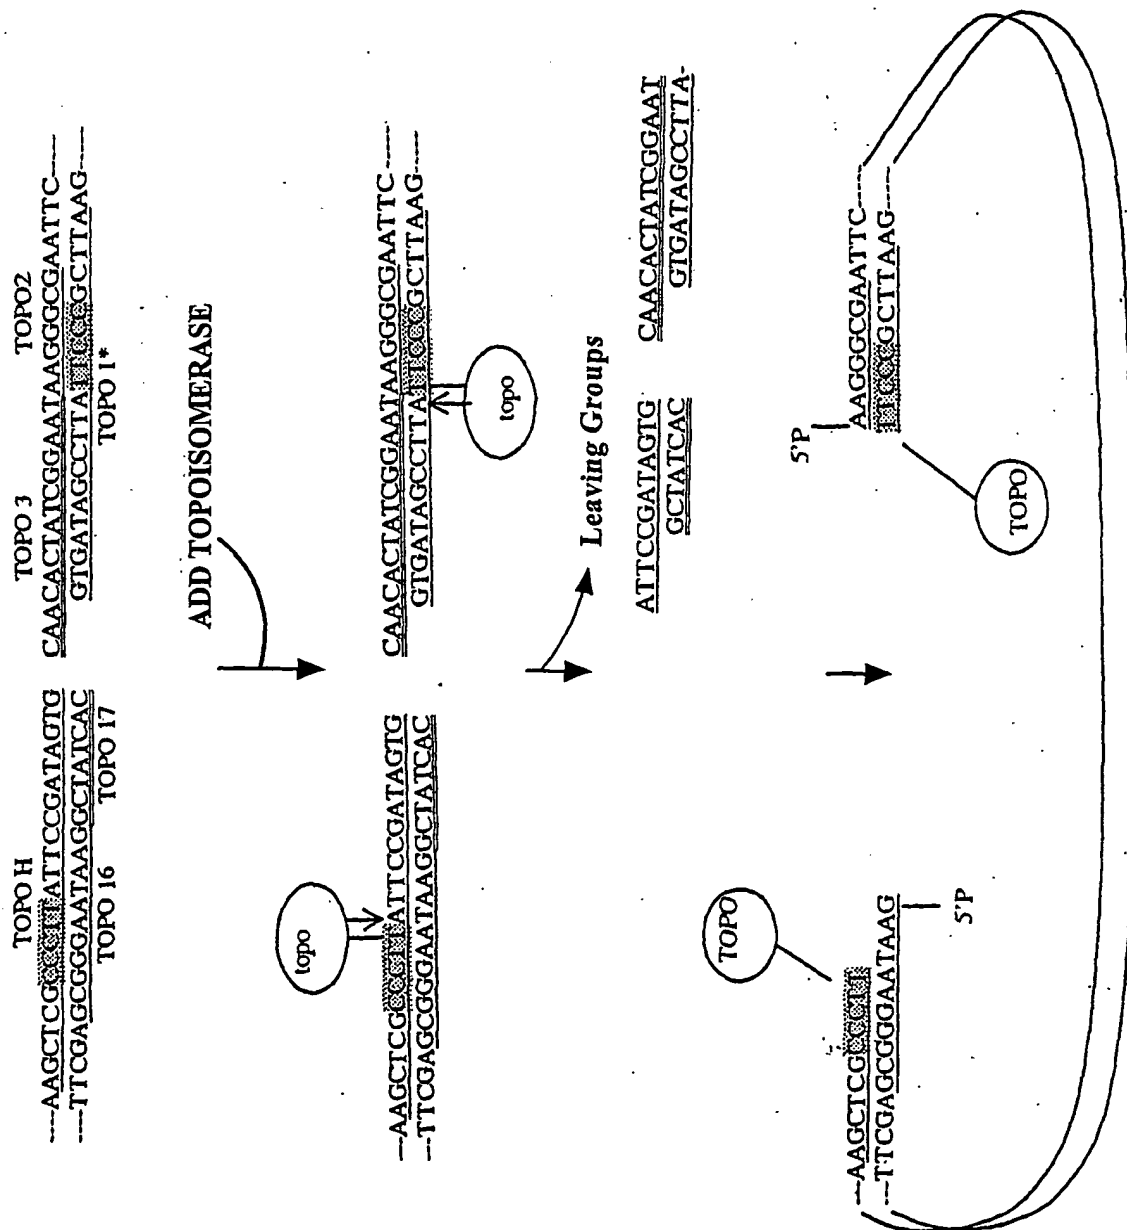 TOPO H TOPO 3 TOPO2
----AAGCTCGCCCTTATTCCGATAGTG CAACACTATCGGAATAAGGGCGAATTC-----
----TTCGAGCGGGAATAAGGCTATCAC GTGATAGCCTTATTCCCGCTTAAG-----
TOPO 16 TOPO 17 TOPO 1*
ADD TOPOISOMERASE
topo
---AAGCTCGCCCTTATTCCGATAGTG CAACACTATCGGAATAAGGGCGAATTC-----
---TTCGAGCGGGAATAAGGCTATCAC GTGATAGCCTTATTCCCGCTTAAG-----
topo
Leaving Groups
ATTCCGATAGTG CAACACTATCGGAAT
GCTATCAC GTGATAGCCTTA-
TOPO
5'P
---AAGCTCGCCCTT AAGGGCGAATTC-----
---TTCGAGCGGGAATAAG TTCCCGCTTAAG-----
5'P
TOPO